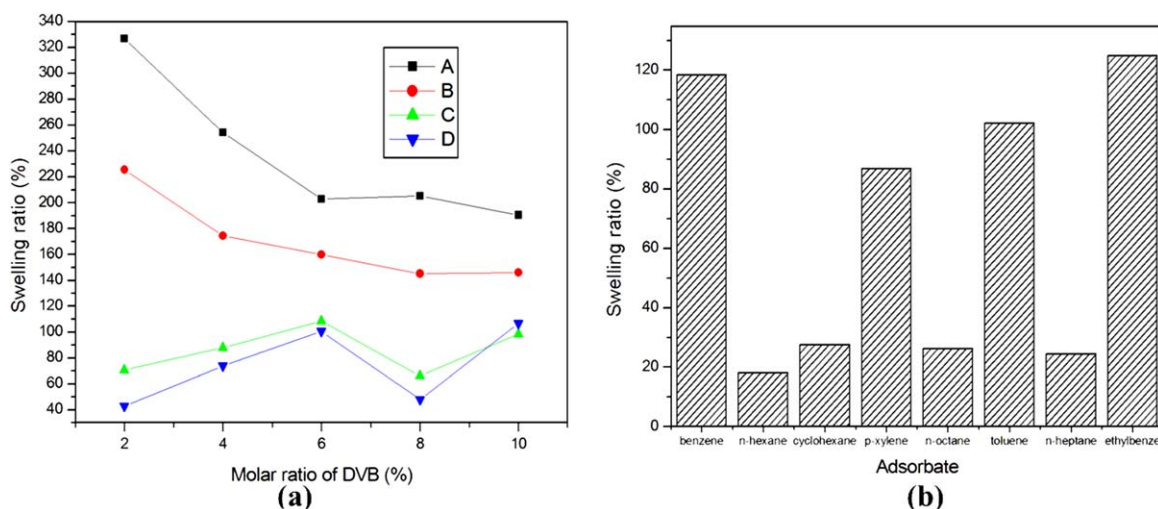 340
320
300
280
260
240
220
200
180
160
140
120
100
80
60
40
Swelling ratio (%)
A
B
C
D
2 4 6 8 10
Molar ratio of DVB (%)
(a)
120
100
80
60
40
20
0
Swelling ratio (%)
benzene n-hexane cyclohexane p-xylene n-octane toluene n-heptane ethylbenze
Adsorbate
(b)